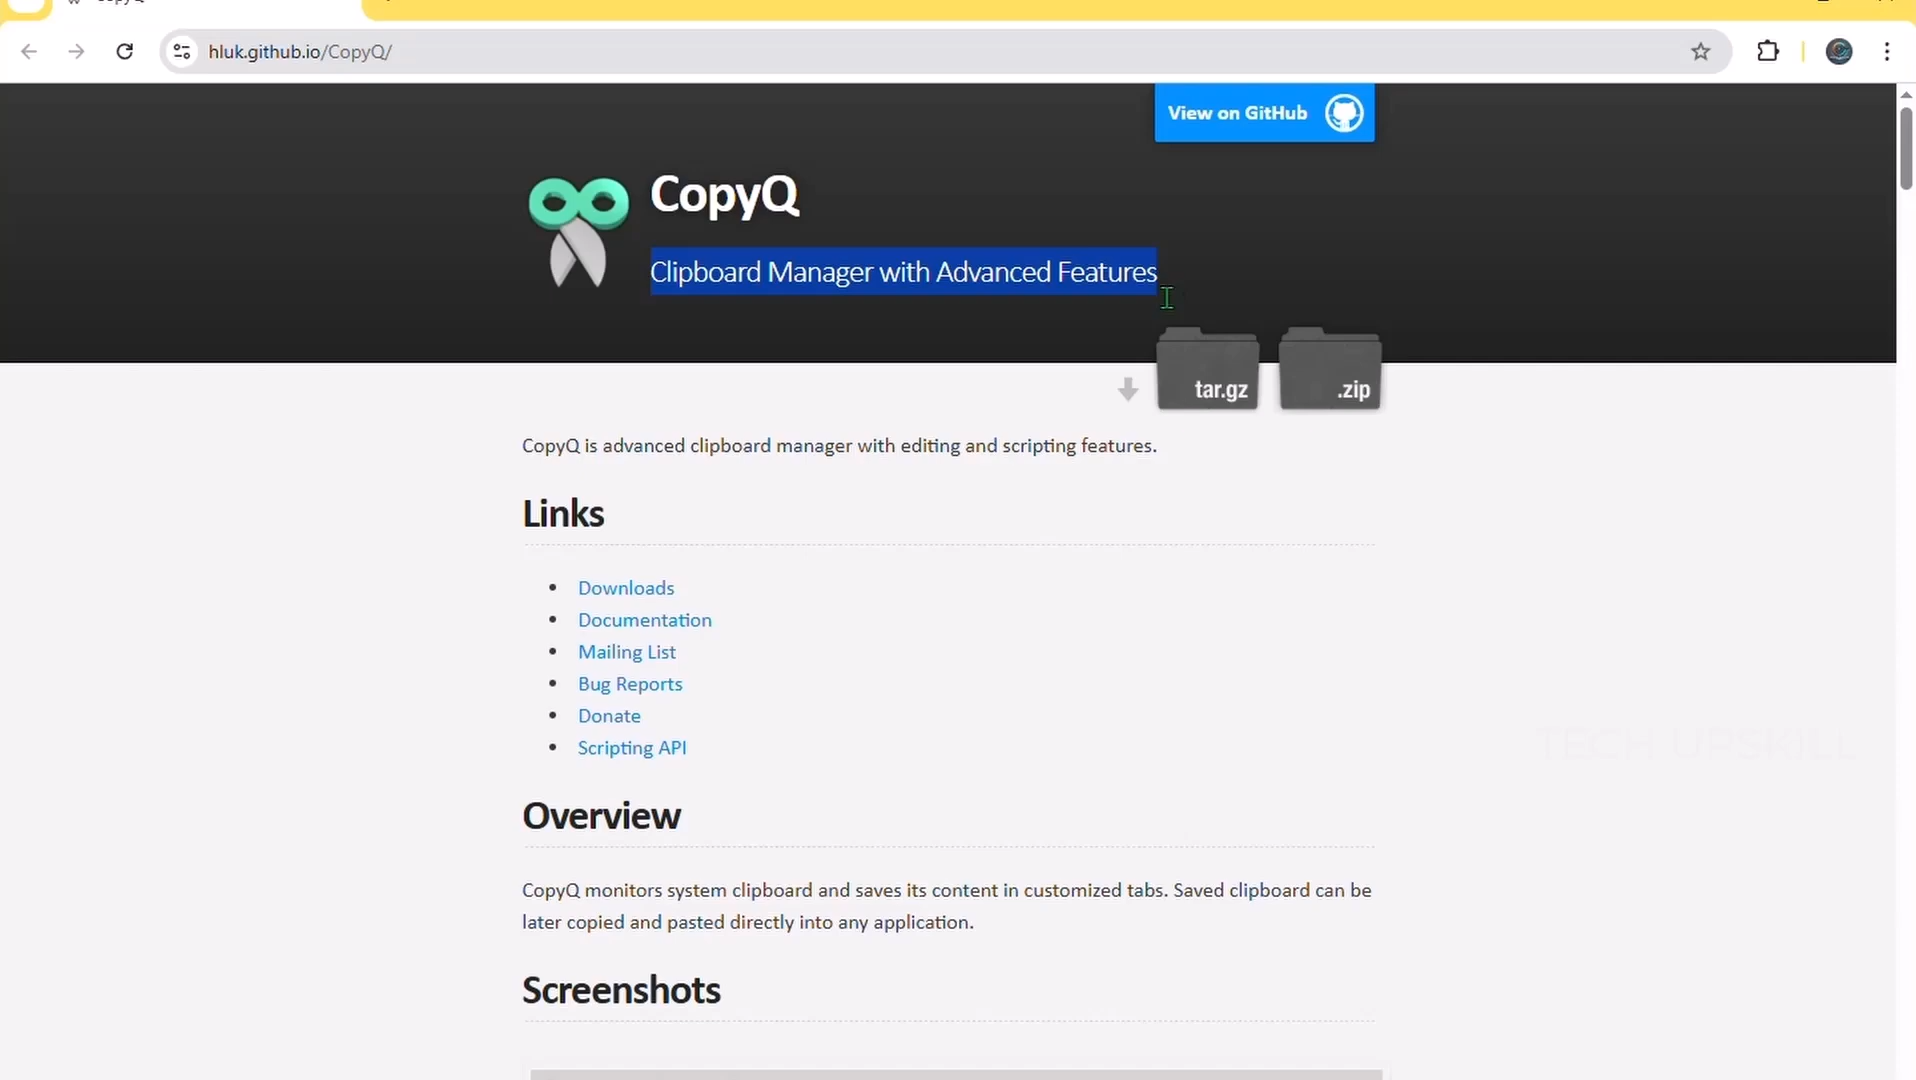 hluk.github.io/CopyQ/
View on GitHub
CopyQ
Clipboard Manager with Advanced Features
tar.gz
.zip
CopyQ is advanced clipboard manager with editing and scripting features.
Links
Downloads
Documentation
Mailing List
Bug Reports
Donate
Scripting API
TECH UPSKILL
Overview
CopyQ monitors system clipboard and saves its content in customized tabs. Saved clipboard can be
later copied and pasted directly into any application.
Screenshots